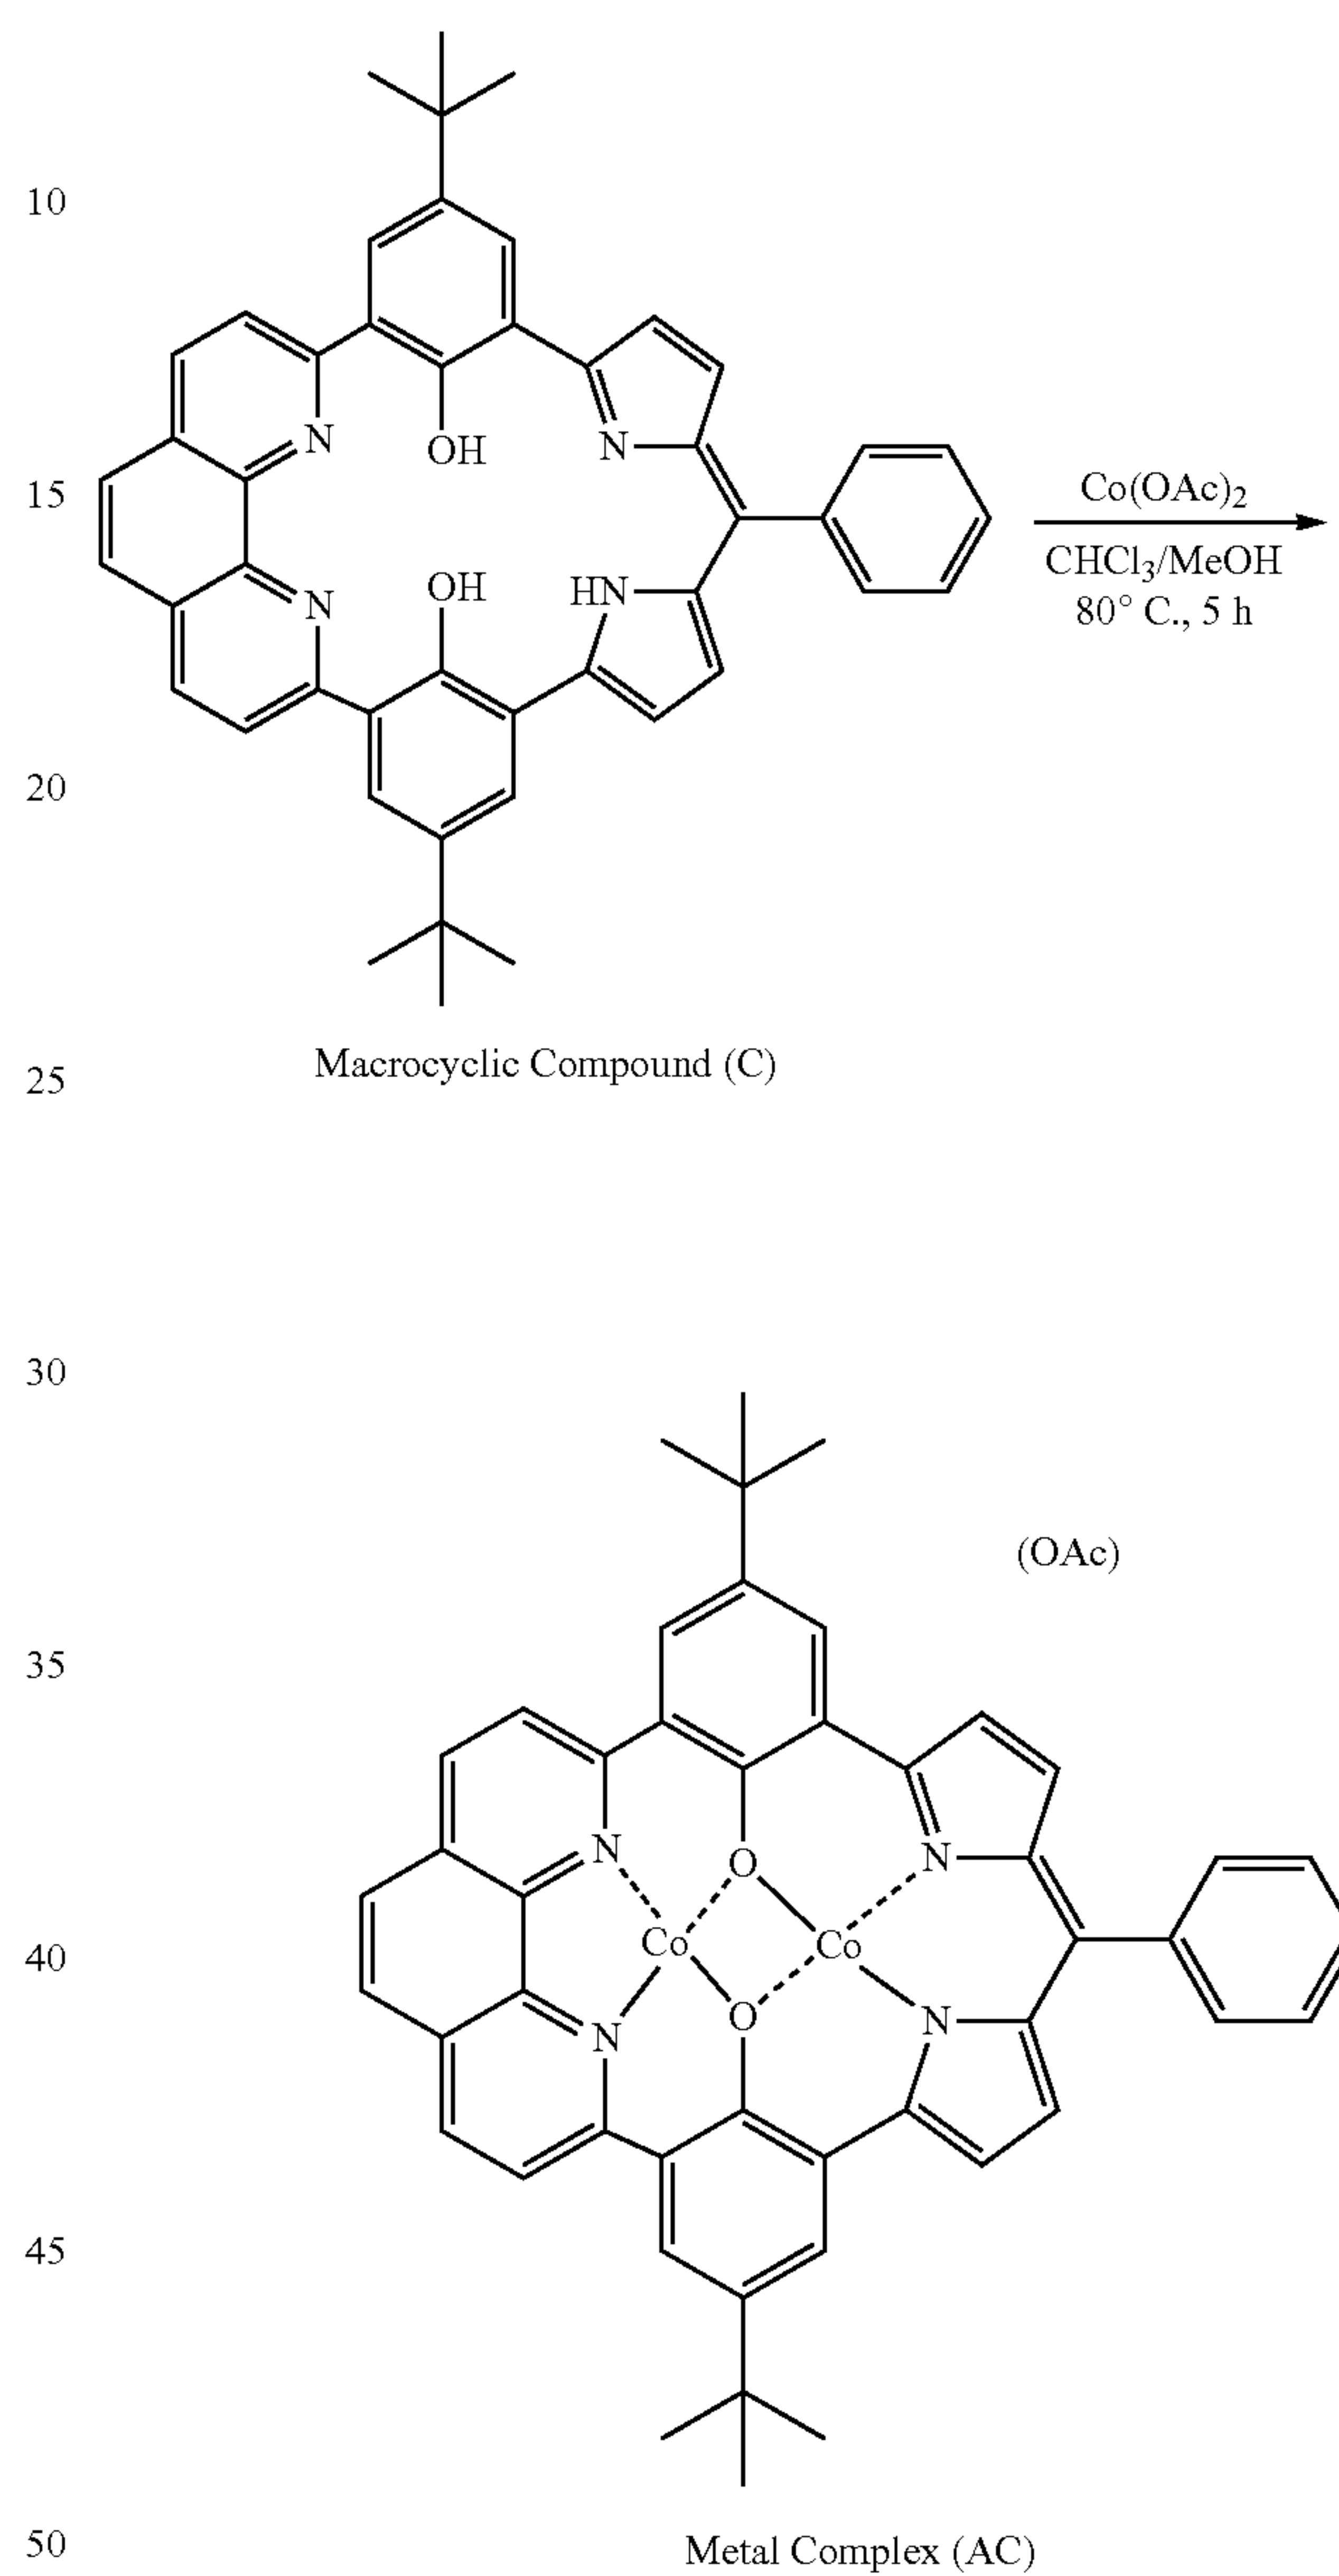 10
N
OH
N
15
Co(OAc)2
CHCl3/MeOH
80° C., 5 h
N
OH
HN
20
Macrocyclic Compound (C)
25
30
(OAc)
35
N
O
N
Co
Co
40
N
O
N
45
Metal Complex (AC)
50